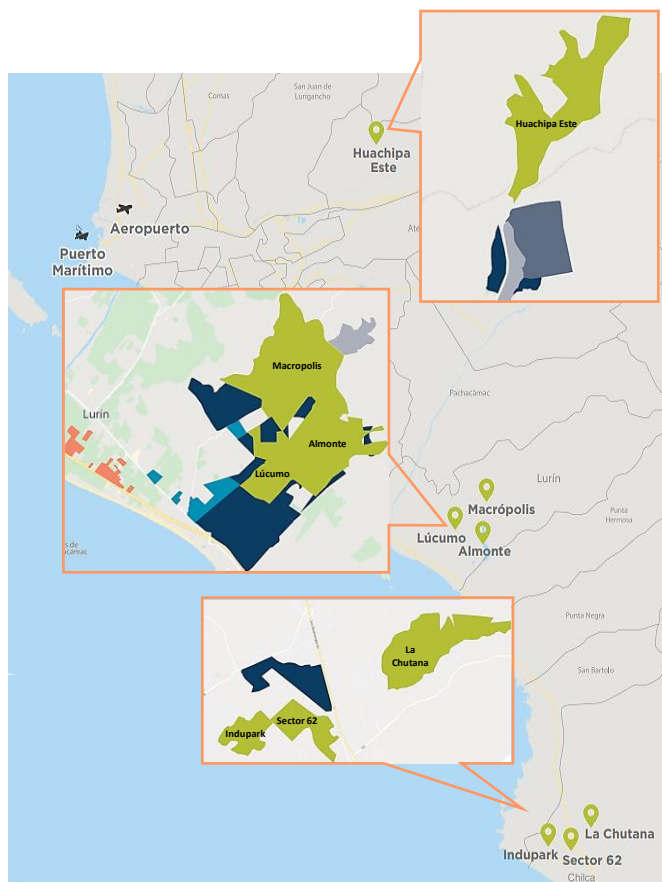 San Juan de
Lurigancho
Comas
Huachipa
Este
Huachipa Este
Aeropuerto
Puerto
Marítimo
Ate
Macropolis
Lurín
Almonte
Lúcumo
Pachacámac
Lurín
Macrópolis
Punta
Hermosa
Lúcumo
Almonte
La
Chutana
Punta Negra
San Bartolo
Sector 62
Indupark
La Chutana
Indupark
Sector 62
Chilca